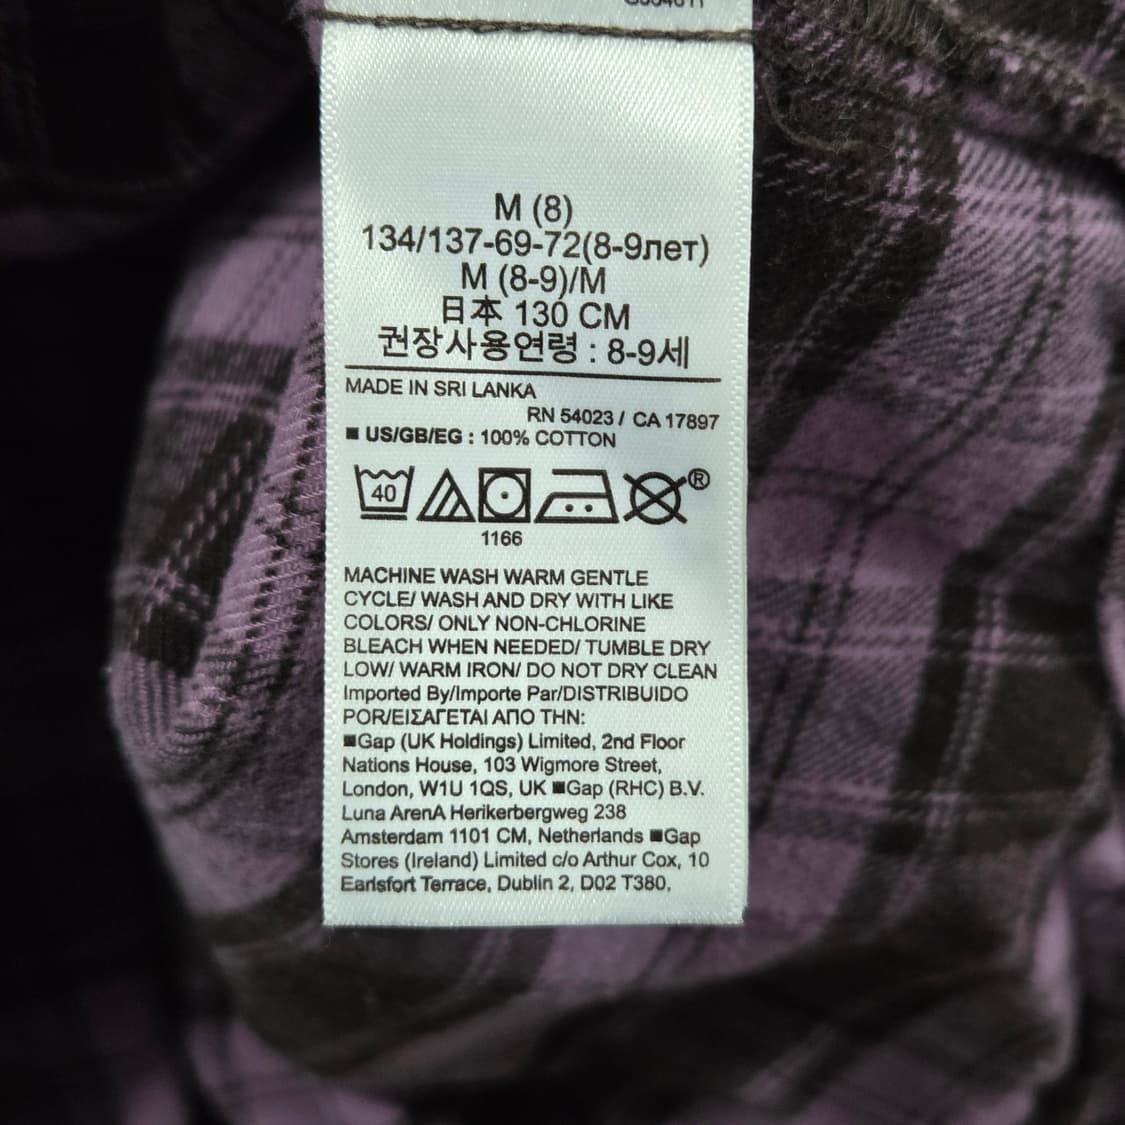 M (8)
134/137-69-72(8-9лет)
M (8-9)/M
日本 130 CM
권장사용연령 : 8-9세
MADE IN SRI LANKA
RN 54023 / CA 17897
■ US/GB/EG : 100% COTTON
40
®
1166
MACHINE WASH WARM GENTLE
CYCLE/ WASH AND DRY WITH LIKE
COLORS/ ONLY NON-CHLORINE
BLEACH WHEN NEEDED/ TUMBLE DRY
LOW/ WARM IRON/ DO NOT DRY CLEAN
Imported By/Importe Par/DISTRIBUIDO
POR/ΕΙΣΑΓΕΤΑΙ ΑΠΟ ΤΗΝ:
■Gap (UK Holdings) Limited, 2nd Floor
Nations House, 103 Wigmore Street,
London, W1U 1QS, UK ■Gap (RHC) B.V.
Luna ArenA Herikerbergweg 238
Amsterdam 1101 CM, Netherlands ■Gap
Stores (Ireland) Limited c/o Arthur Cox, 10
Earlsfort Terrace, Dublin 2, D02 T380,